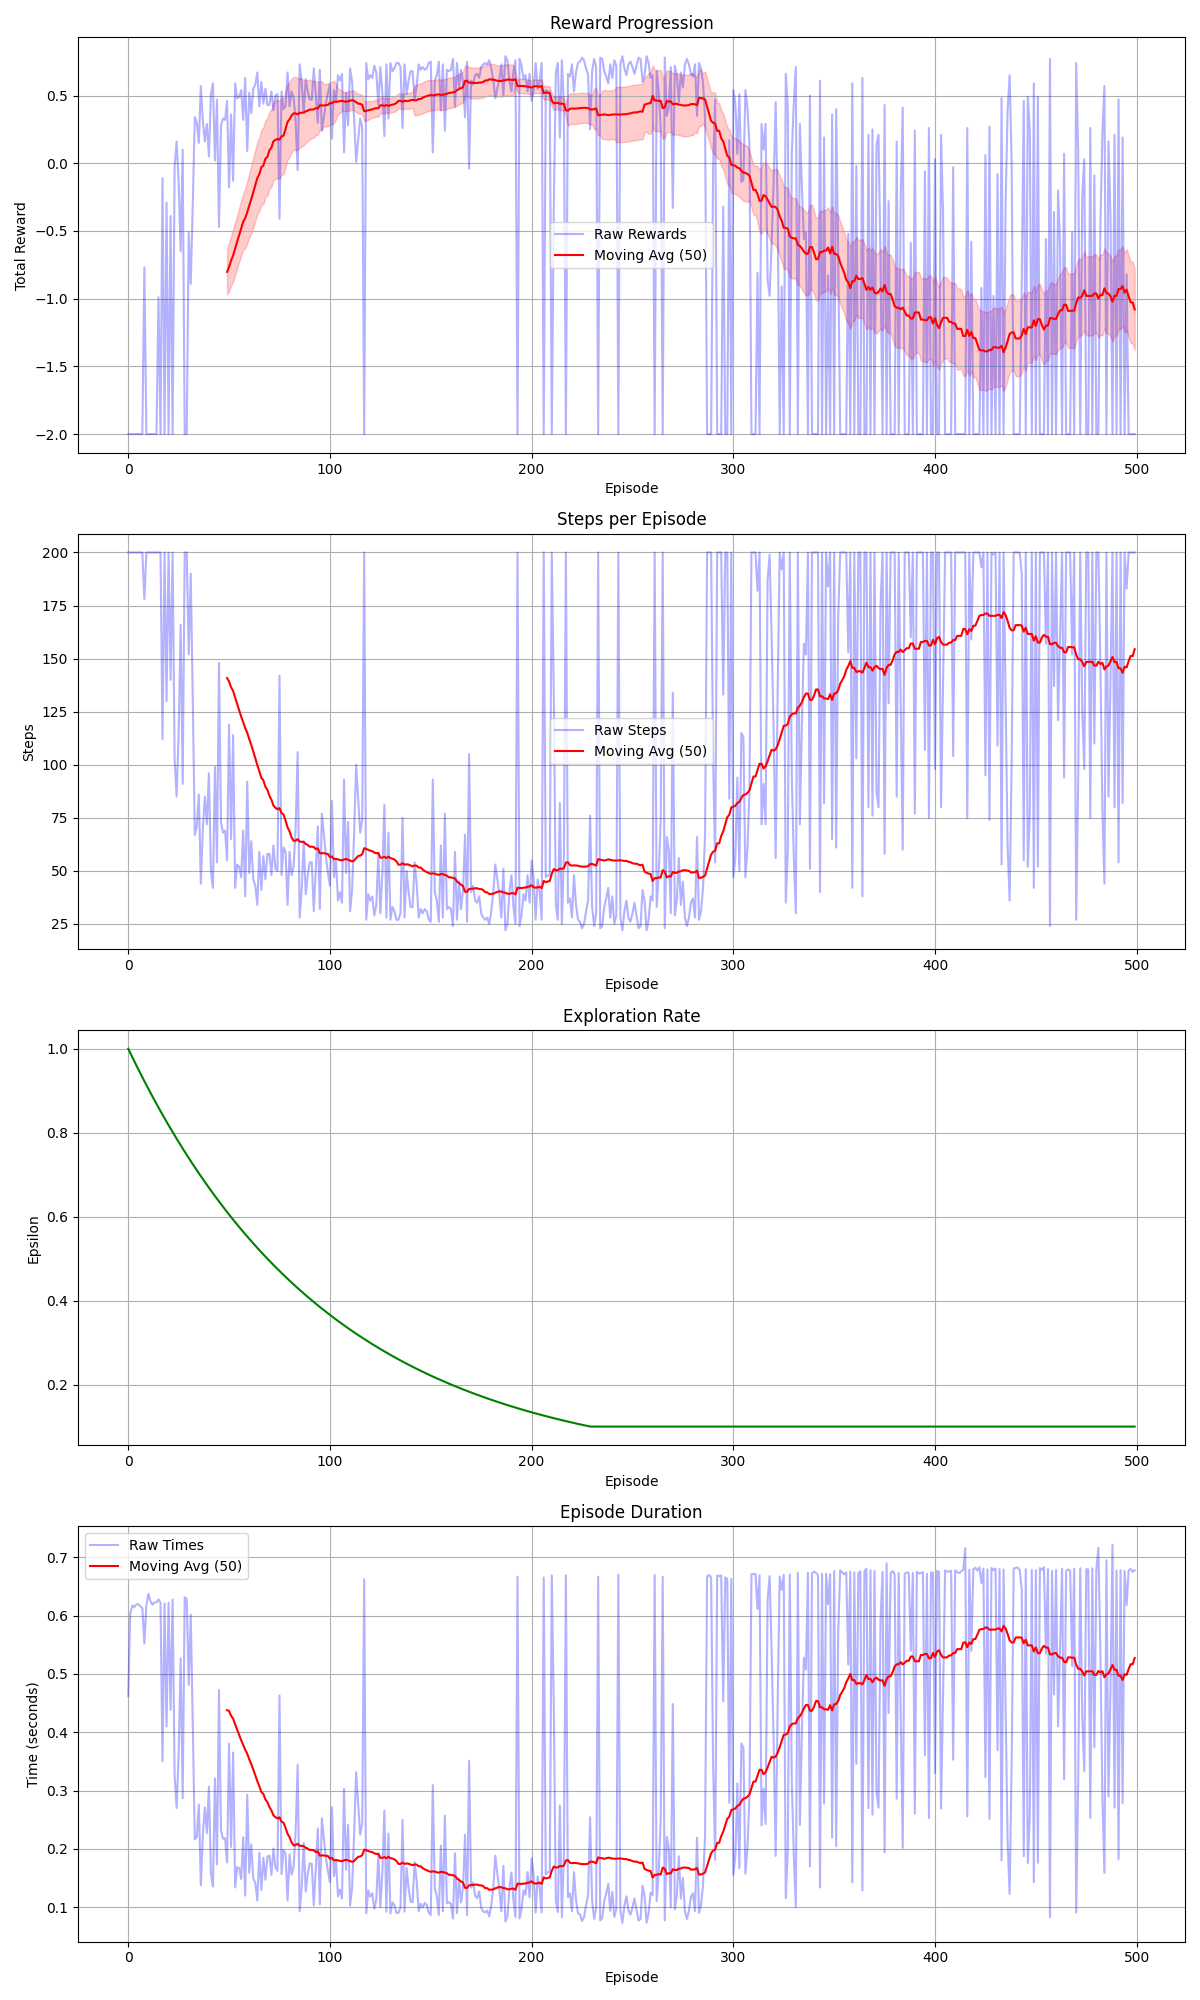 Reward Progression
0.5
0.0
−0.5
−1.0
−1.5
−2.0
Total Reward
Raw Rewards
Moving Avg (50)
0 100 200 300 400 500
Episode
Steps per Episode
200
175
150
125
100
75
50
25
Steps
Raw Steps
Moving Avg (50)
0 100 200 300 400 500
Episode
Exploration Rate
1.0
0.8
0.6
0.4
0.2
Epsilon
0 100 200 300 400 500
Episode
Episode Duration
Raw Times
Moving Avg (50)
0.7
0.6
0.5
0.4
0.3
0.2
0.1
Time (seconds)
0 100 200 300 400 500
Episode